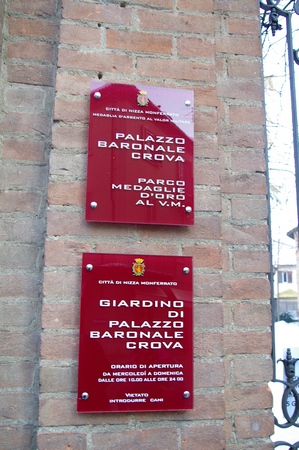 CITTÀ DI NIZZA MONFERRATO
MEDAGLIA D'ARGENTO AL VALOR MILITARE
PALAZZO
BARONALE
CROVA
PARCO
MEDAGLIE
D'ORO
AL V.M.
CITTÀ DI NIZZA MONFERRATO
GIARDINO
DI
PALAZZO
BARONALE
CROVA
ORARIO DI APERTURA
DA MERCOLEDÌ A DOMENICA
DALLE ORE 10.00 ALLE ORE 24.00
VIETATO
INTRODURRE CANI